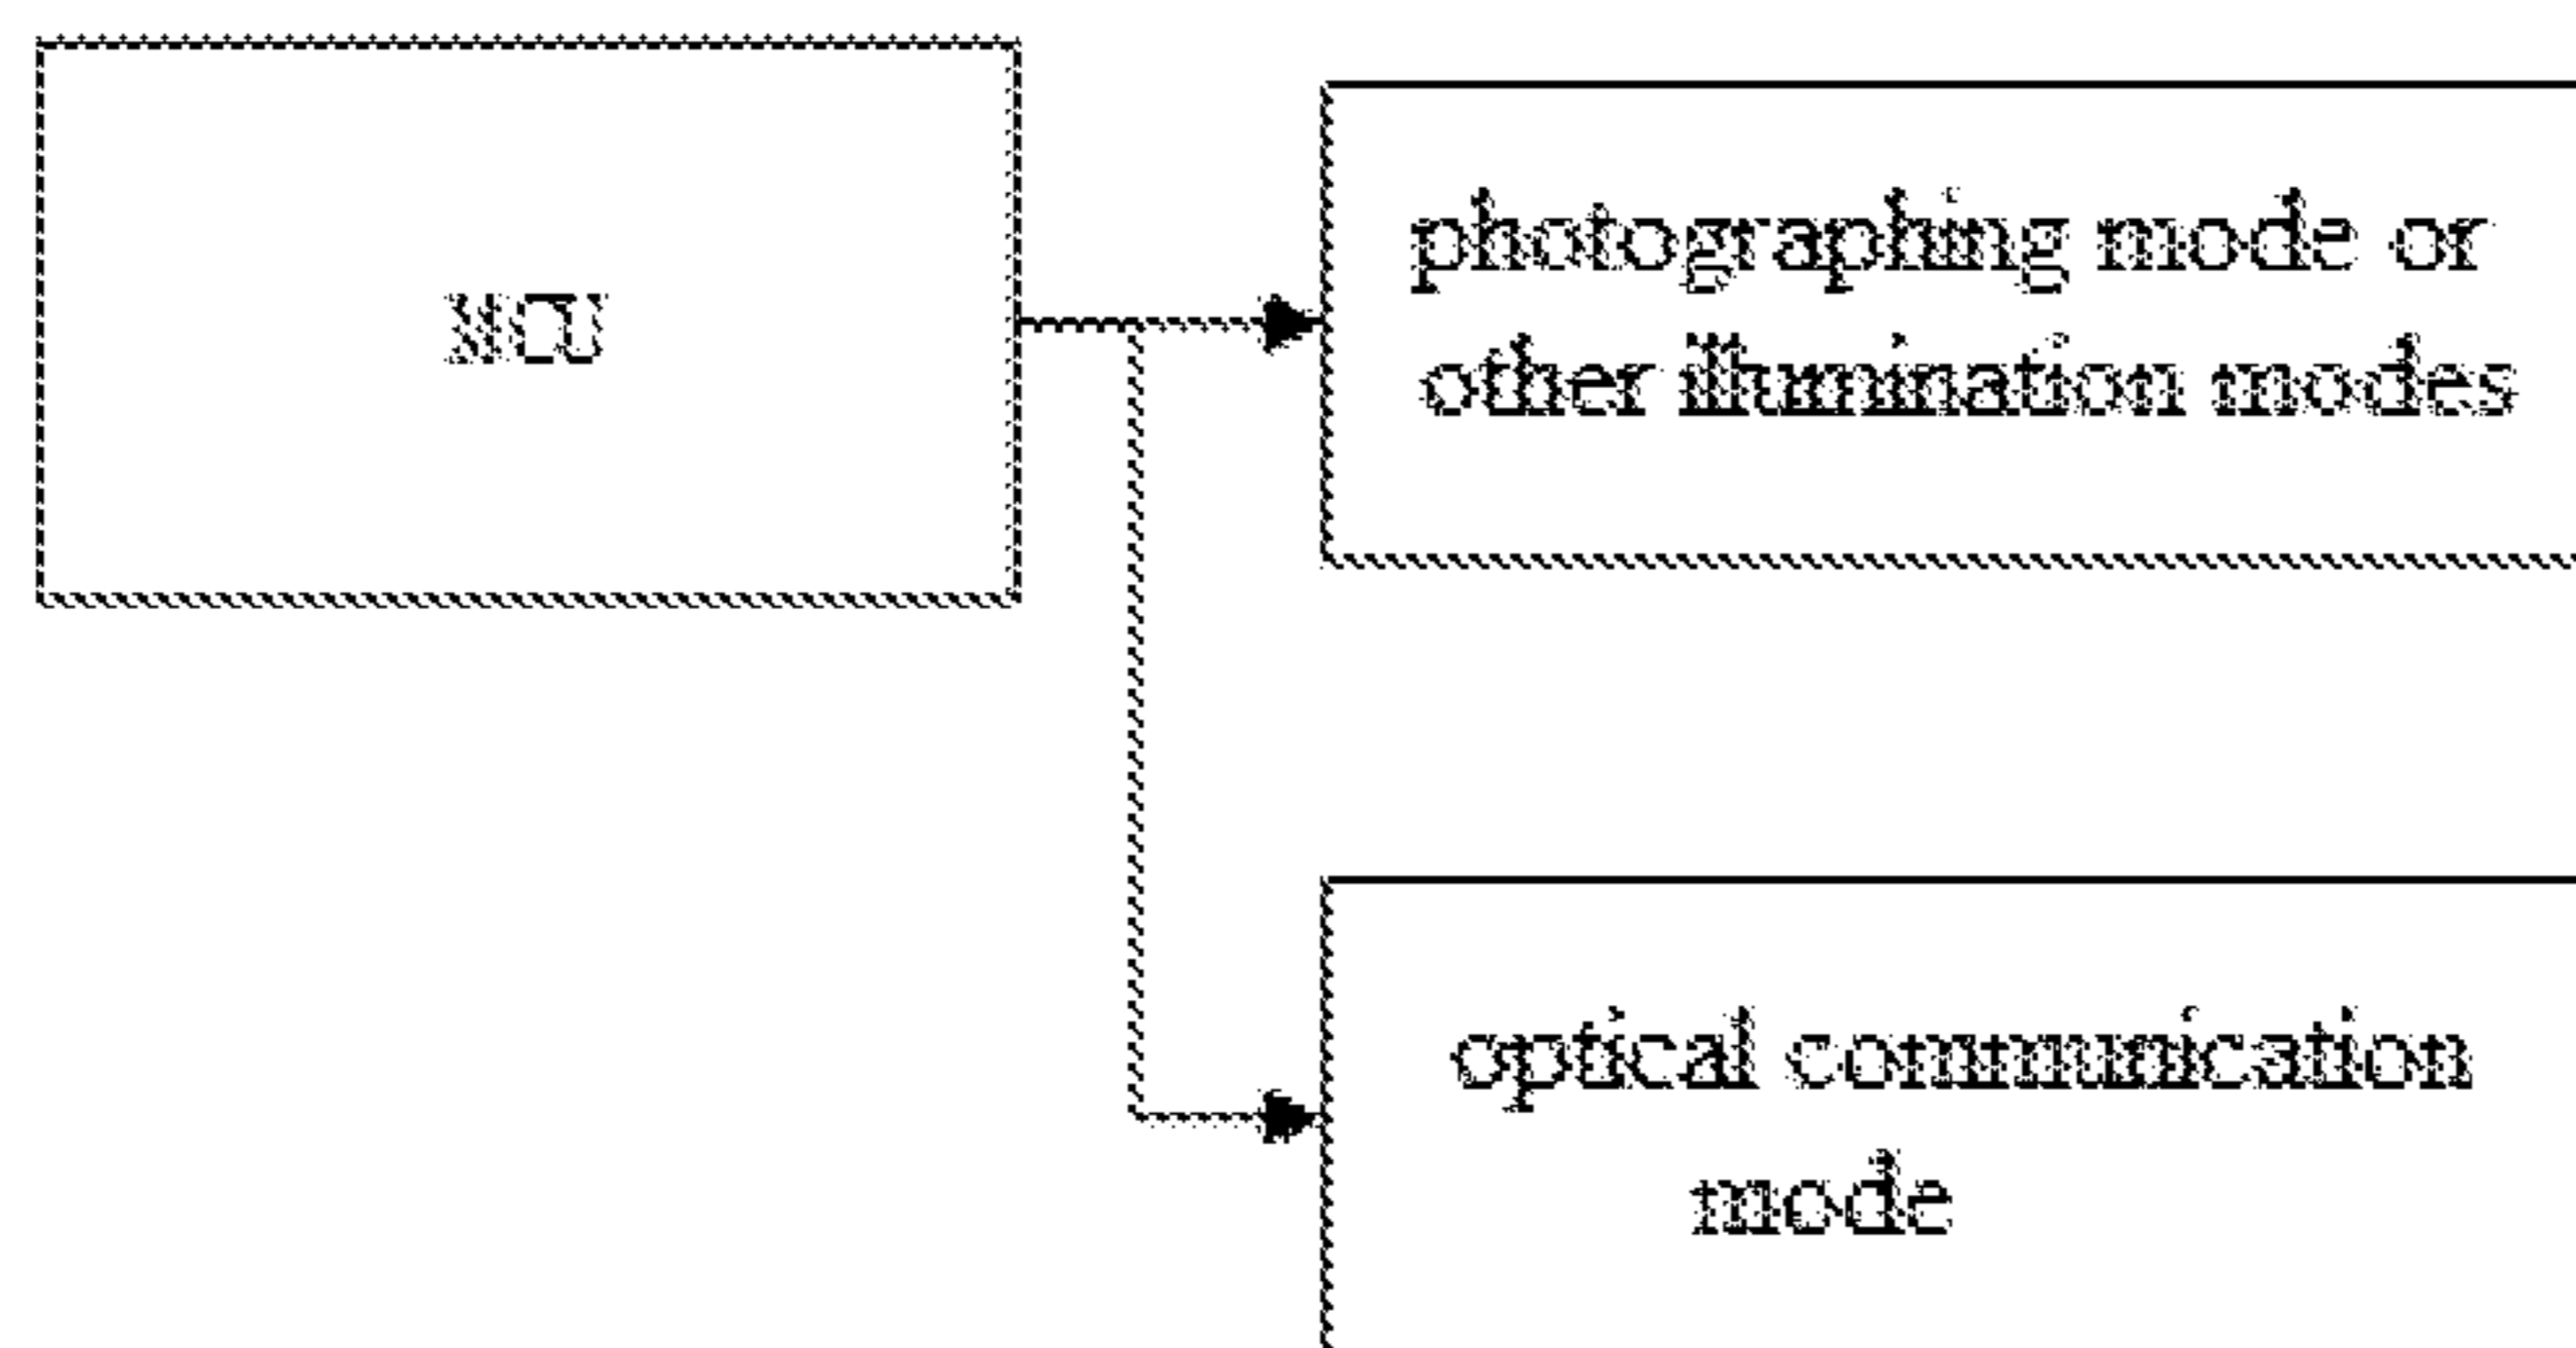 MCU
photographing mode or
other illumination modes
optical communication
mode